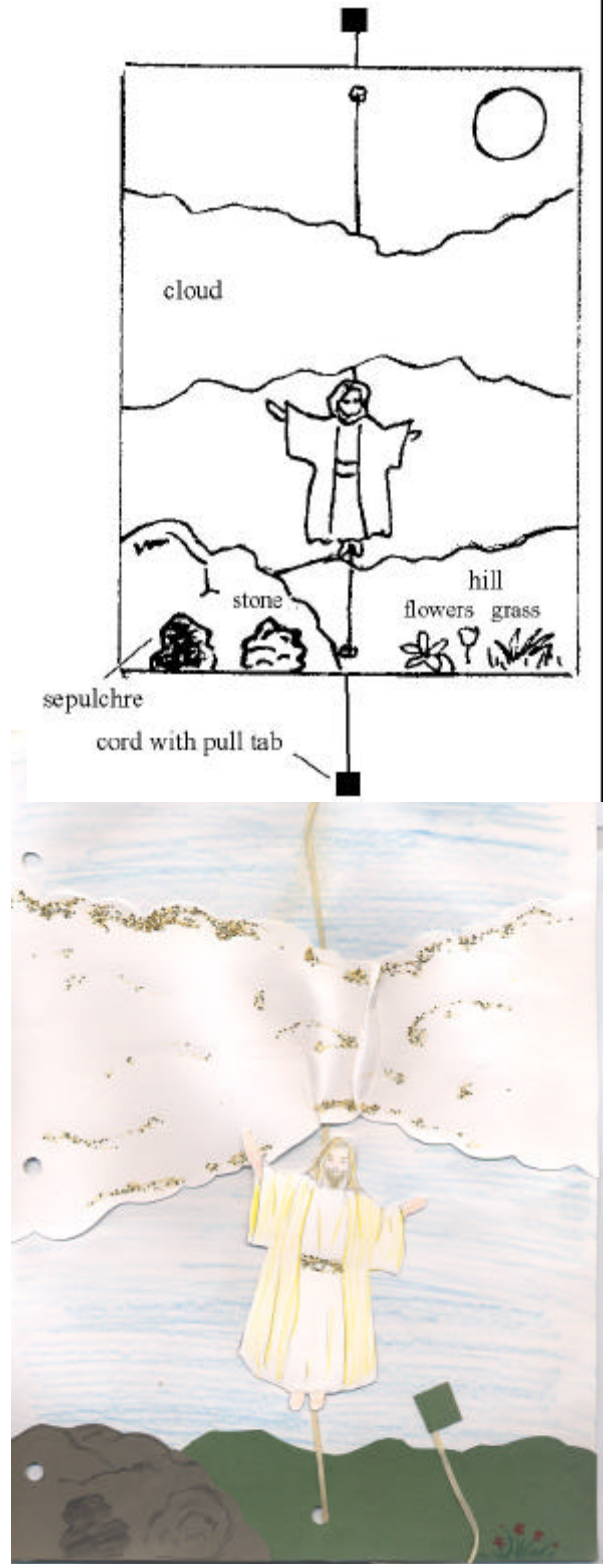 cloud
hill
stone
flowers grass
sepulchre
cord with pull tab